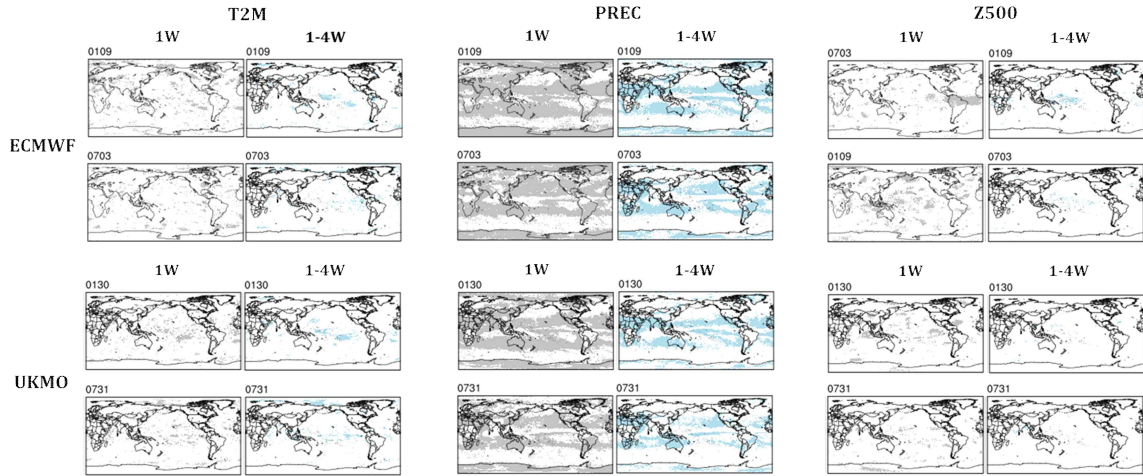 T2M PREC Z500
1W 1-4W 1W 1-4W 1W 1-4W
0109 0109 0109 0109 0703 0109
ECMWF
0703 0703 0703 0703 0109 0703
1W 1-4W 1W 1-4W 1W 1-4W
0130 0130 0130 0130 0130 0130
UKMO
0731 0731 0731 0731 0731 0731